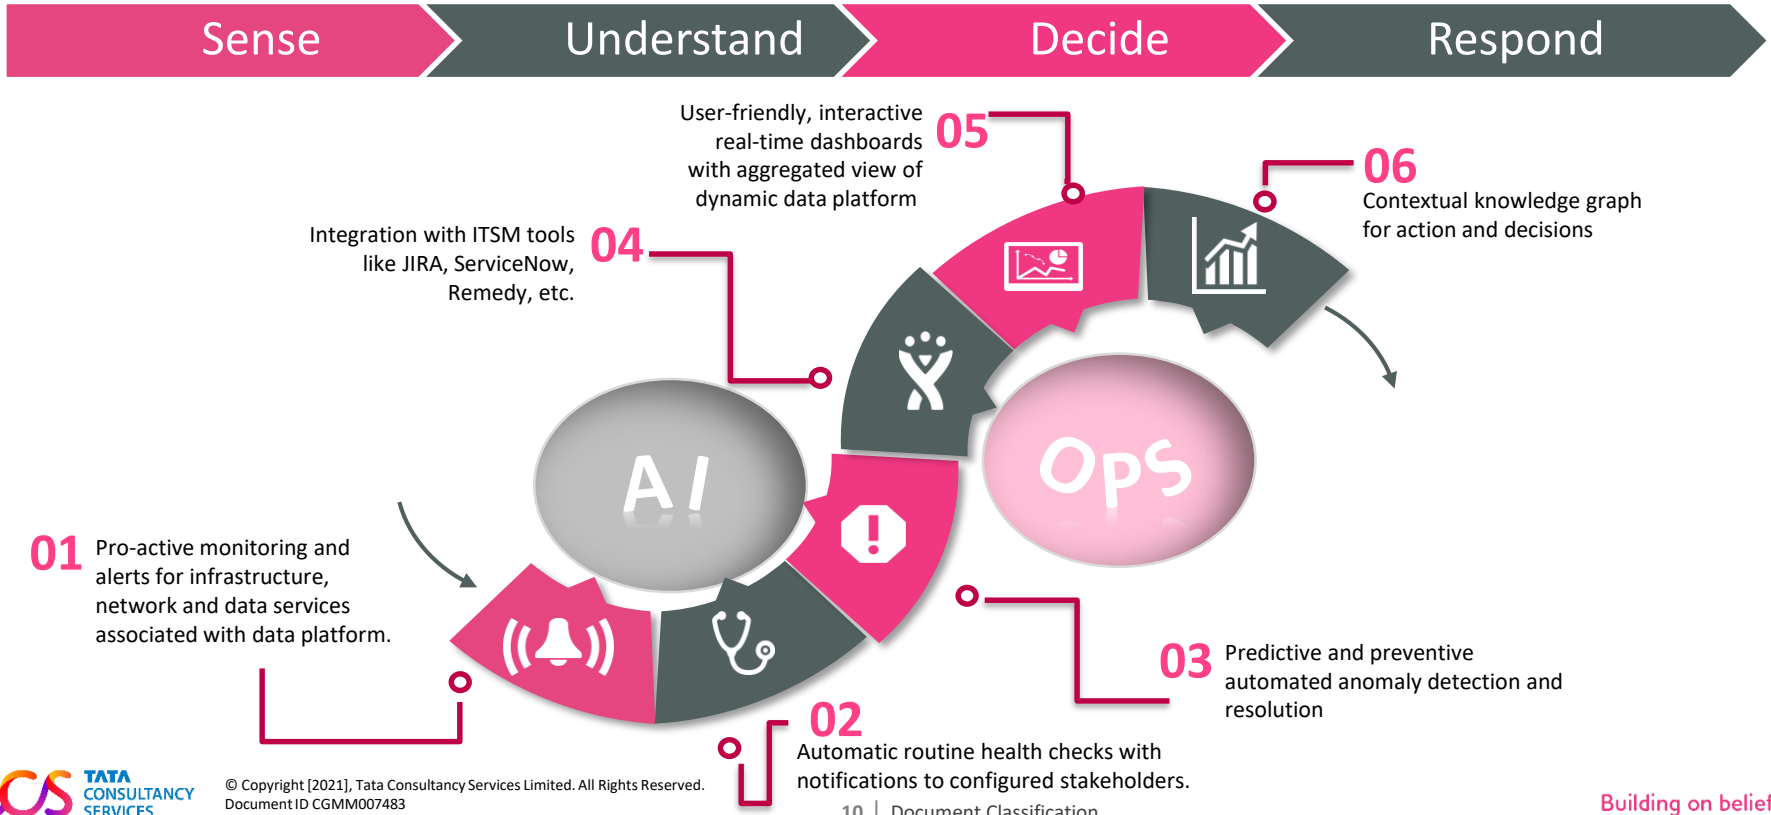 Sense
Understand
Decide
Respond
User-friendly, interactive
real-time dashboards
with aggregated view of
dynamic data platform
05
06
Contextual knowledge graph
for action and decisions
Integration with ITSM tools
like JIRA, ServiceNow,
Remedy, etc.
04
AI
Ops
01
Pro-active monitoring and
alerts for infrastructure,
network and data services
associated with data platform.
03
Predictive and preventive
automated anomaly detection and
resolution
02
Automatic routine health checks with
notifications to configured stakeholders.
TATA
CONSULTANCY
SERVICES
© Copyright [2021], Tata Consultancy Services Limited. All Rights Reserved.
Document ID CGMM007483
10 | Document Classification
Building on belief